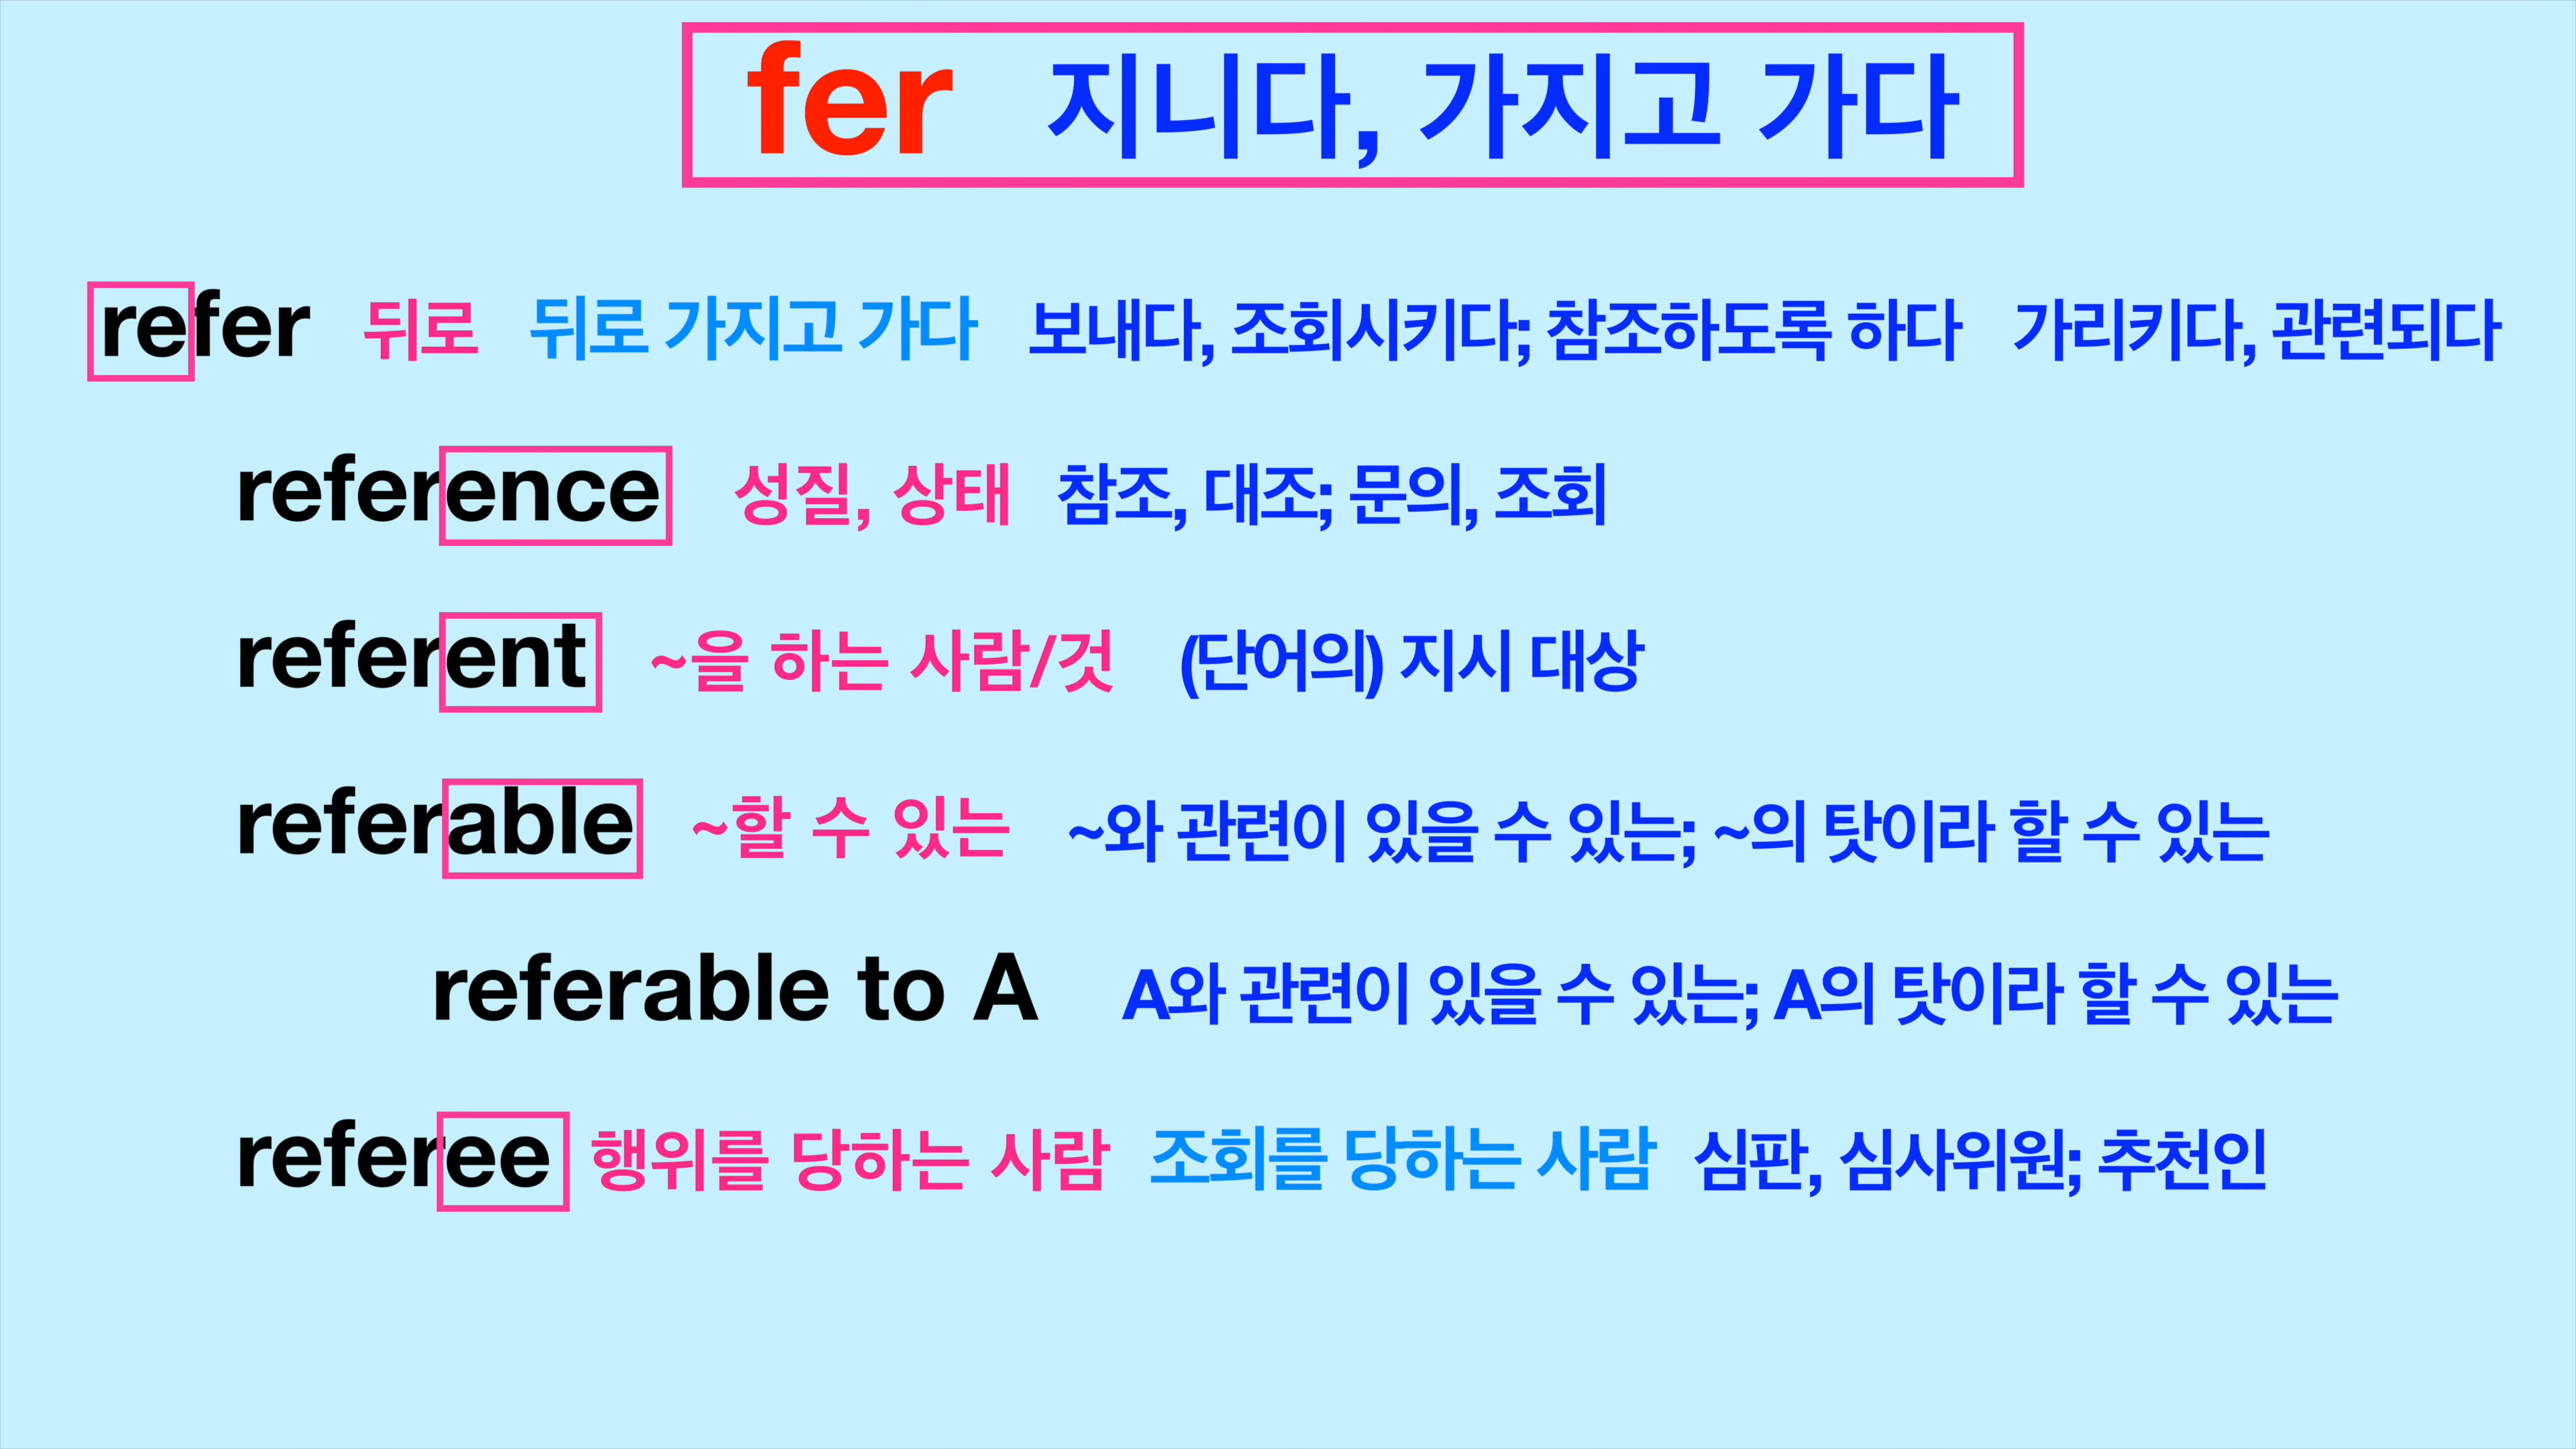 fer 지니다, 가지고 가다
refer 뒤로 뒤로 가지고 가다 보내다, 조회시키다; 참조하도록 하다 가리키다, 관련되다
reference 성질, 상태 참조, 대조; 문의, 조회
referent ~을 하는 사람/것 (단어의) 지시 대상
referable ~할 수 있는 ~와 관련이 있을 수 있는; ~의 탓이라 할 수 있는
referable to A A와 관련이 있을 수 있는; A의 탓이라 할 수 있는
referee 행위를 당하는 사람 조회를 당하는 사람 심판, 심사위원; 추천인